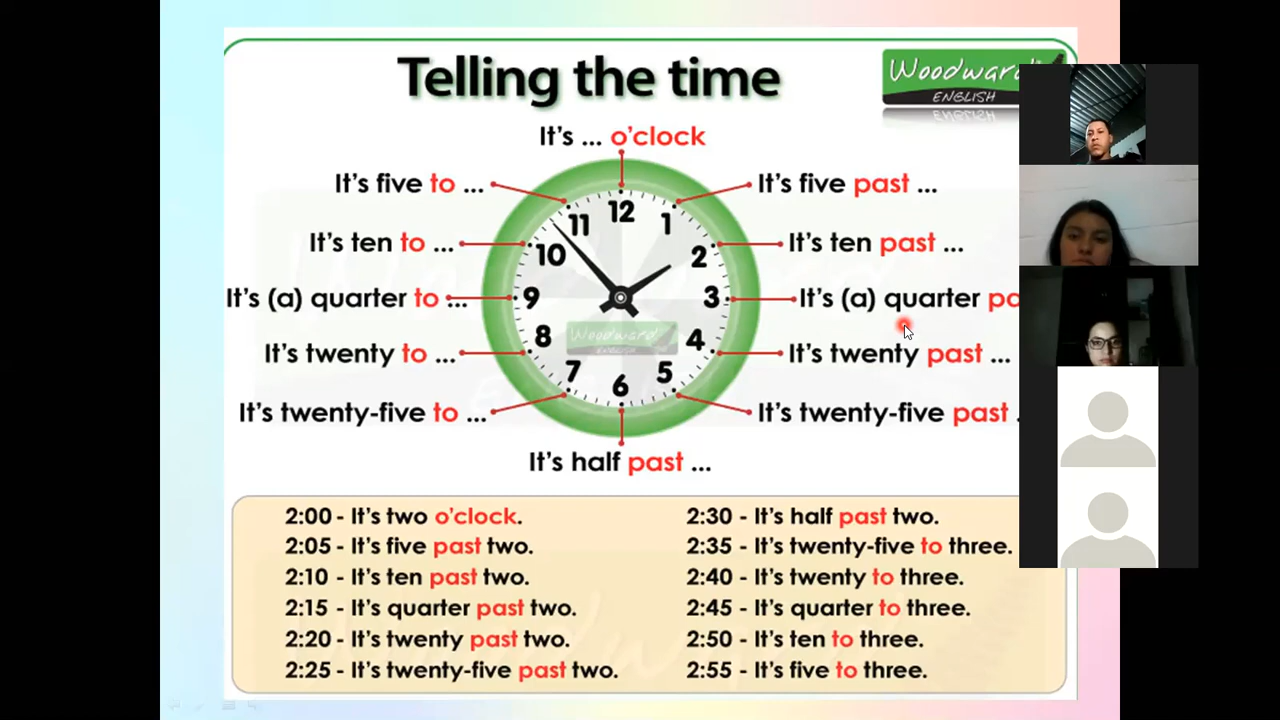 Telling the time
Woodward
ENGLISH
It's ... o'clock
It's five to ...
It's five past ...
It's ten to ...
It's ten past ...
It's (a) quarter to ...
It's (a) quarter pa
It's twenty to ...
It's twenty past ...
It's twenty-five to ...
It's twenty-five past .
It's half past ...
12
1
2
3
4
5
6
7
8
9
10
11
Woodward
ENGLISH
2:00 - It's two o'clock.
2:05 - It's five past two.
2:10 - It's ten past two.
2:15 - It's quarter past two.
2:20 - It's twenty past two.
2:25 - It's twenty-five past two.
2:30 - It's half past two.
2:35 - It's twenty-five to three.
2:40 - It's twenty to three.
2:45 - It's quarter to three.
2:50 - It's ten to three.
2:55 - It's five to three.